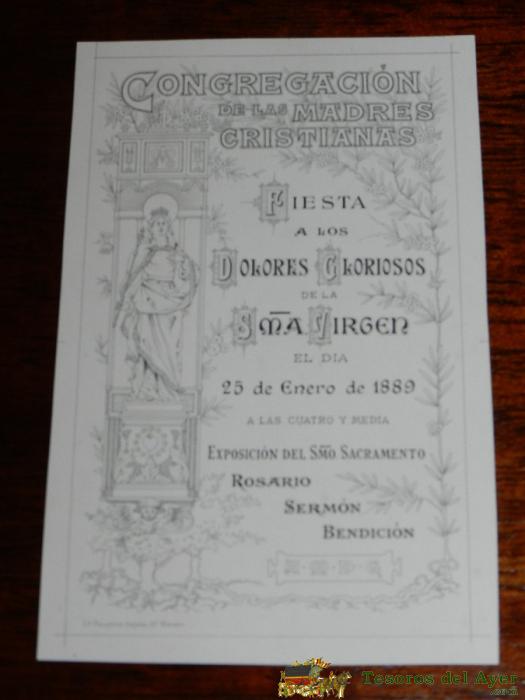 CONGREGACIÓN
DE LAS MADRES
CRISTIANAS
FIESTA
A LOS
DOLORES GLORIOSOS
DE LA
SMA VIRGEN
EL DIA
25 de Enero de 1889
A LAS CUATRO Y MEDIA
EXPOSICIÓN DEL SMO SACRAMENTO
ROSARIO
SERMÓN
BENDICIÓN
Tesoros del Ayer
.com